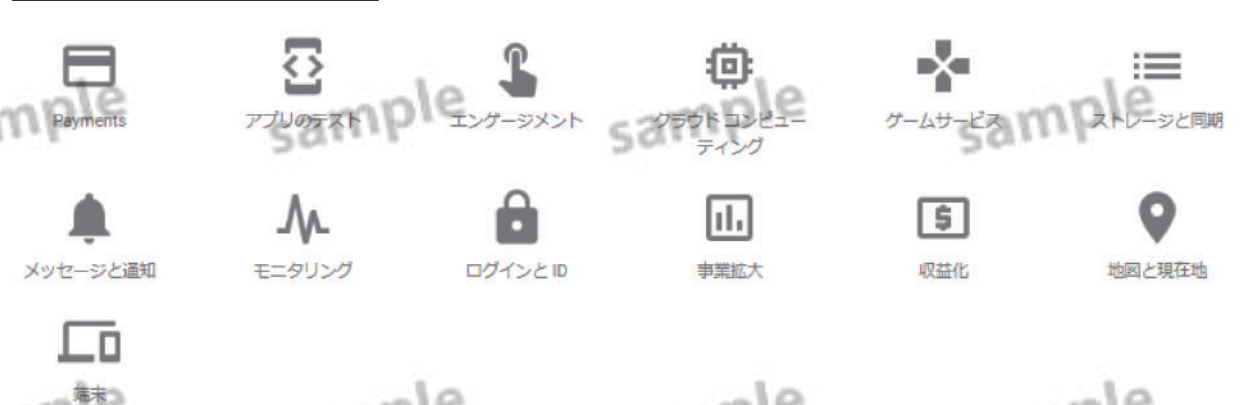 Payments
アプリのテスト
エンゲージメント
クラウド コンピュー
ティング
ゲームサービス
ストレージと同期
メッセージと通知
モニタリング
ログインと ID
事業拡大
収益化
地図と現在地
端末
sample
sample
sample
sample